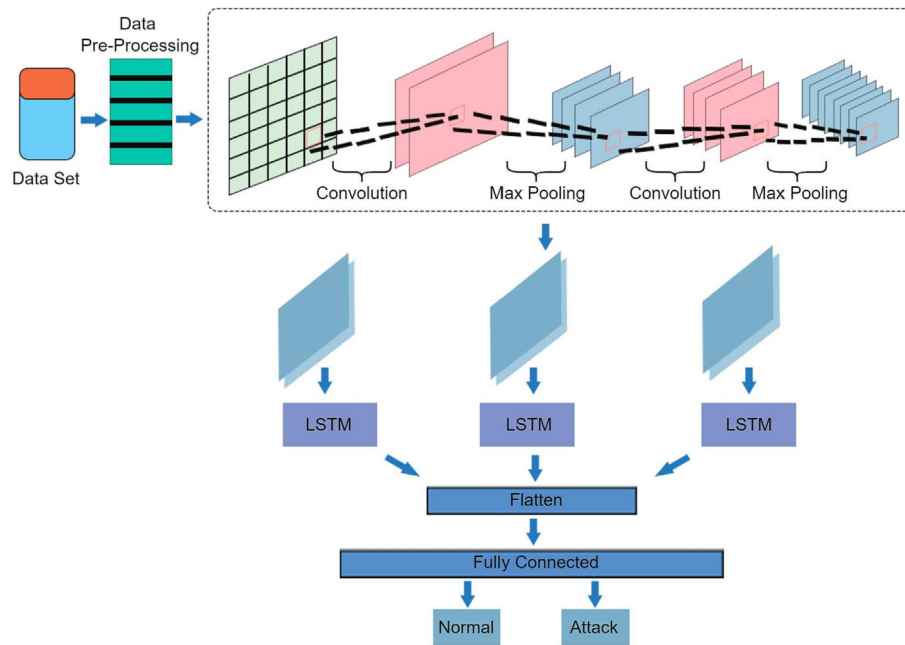 Data
Pre-Processing
Data Set
Convolution
Max Pooling
Convolution
Max Pooling
LSTM
LSTM
LSTM
Flatten
Fully Connected
Normal
Attack